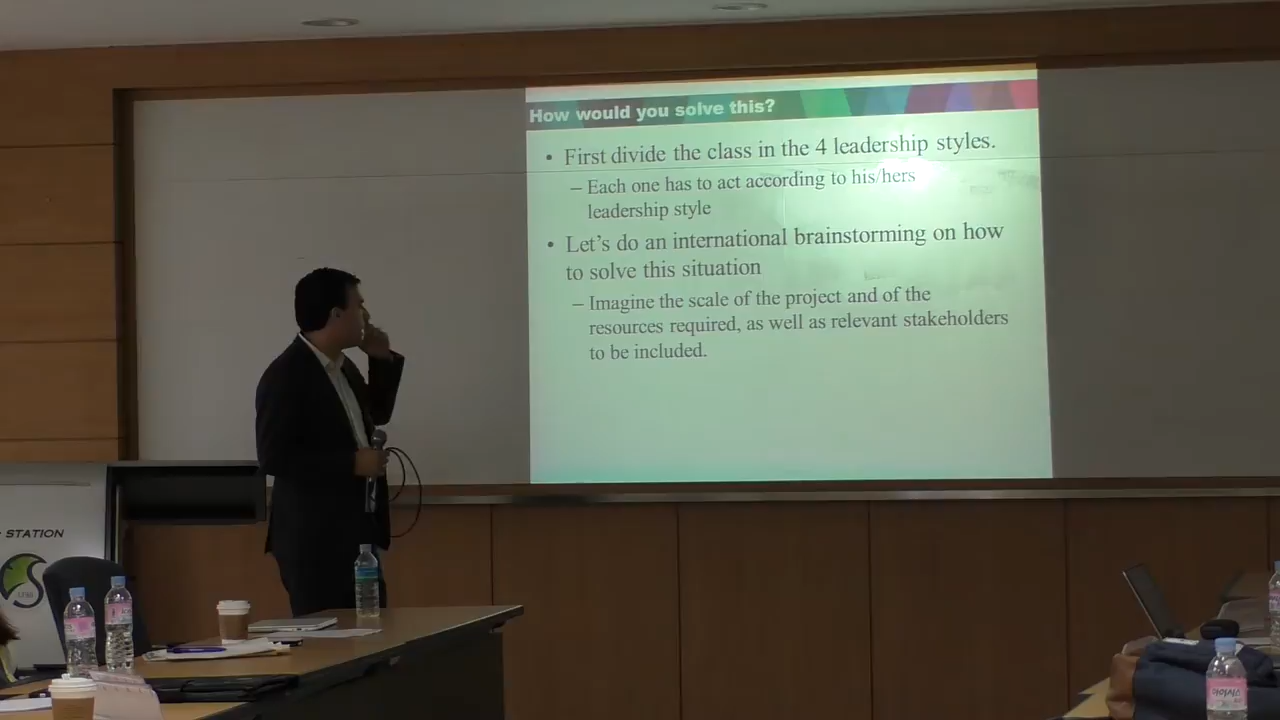 How would you solve this?
• First divide the class in the 4 leadership styles.
– Each one has to act according to his/hers
leadership style
• Let's do an international brainstorming on how
to solve this situation
– Imagine the scale of the project and of the
resources required, as well as relevant stakeholders
to be included.
STATION